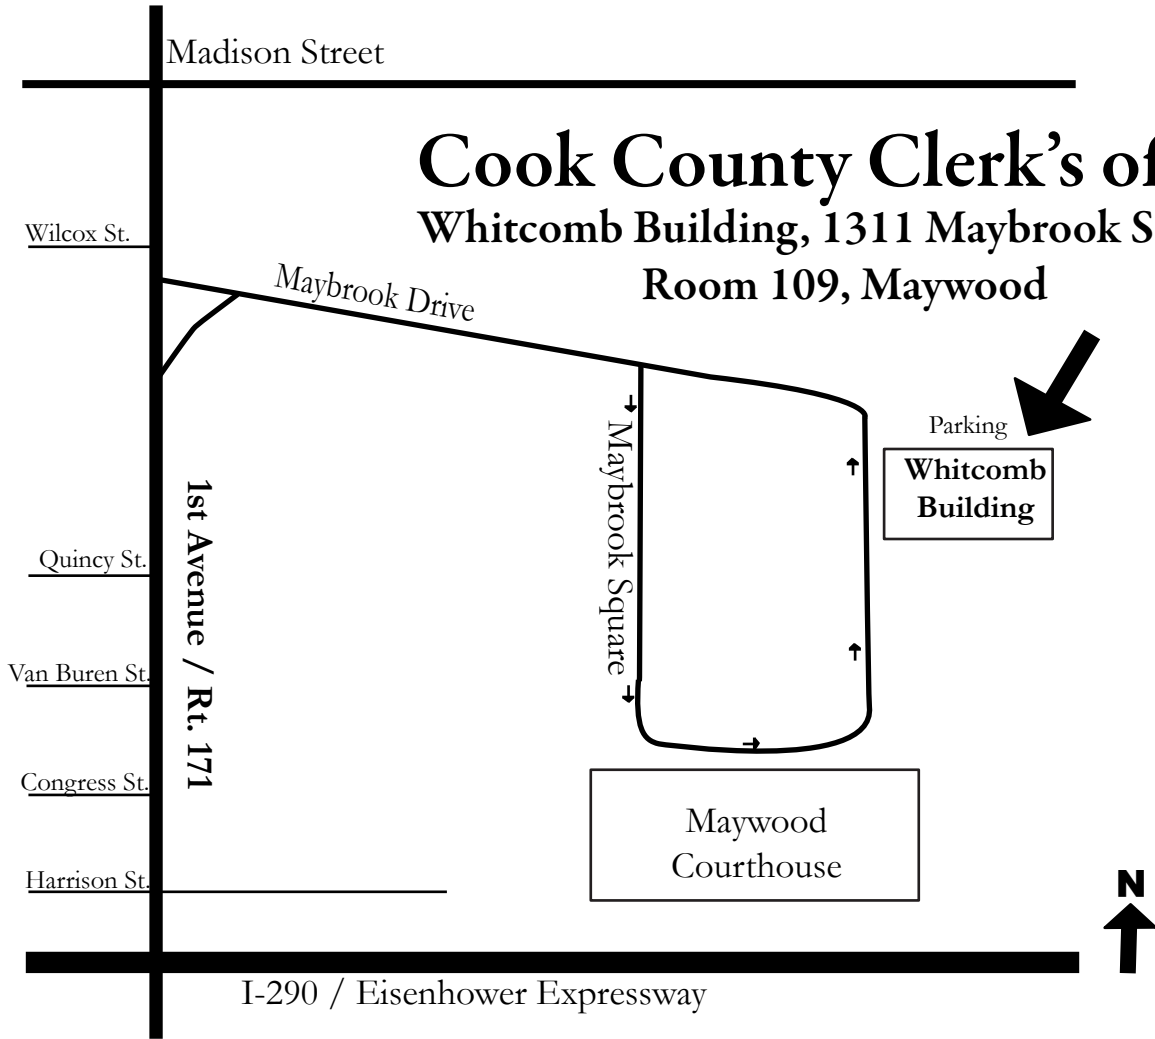 Madison Street
Cook County Clerk’s of
Whitcomb Building, 1311 Maybrook S
Room 109, Maywood
Wilcox St.
Maybrook Drive
Parking
Whitcomb
Building
Maybrook Square
1st Avenue / Rt. 171
Quincy St.
Van Buren St.
Congress St.
Maywood
Courthouse
Harrison St.
N
I-290 / Eisenhower Expressway